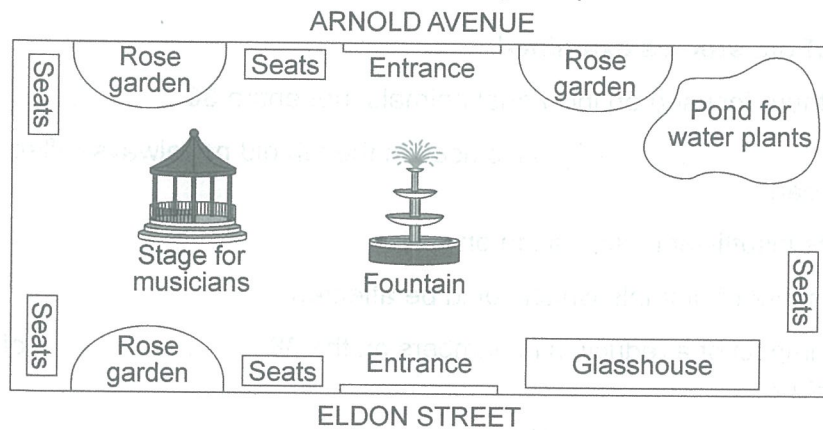 ARNOLD AVENUE
Seats
Rose
garden
Seats
Entrance
Rose
garden
Pond for
water plants
Stage for
musicians
Fountain
Seats
Seats
Rose
garden
Seats
Entrance
Glasshouse
ELDON STREET